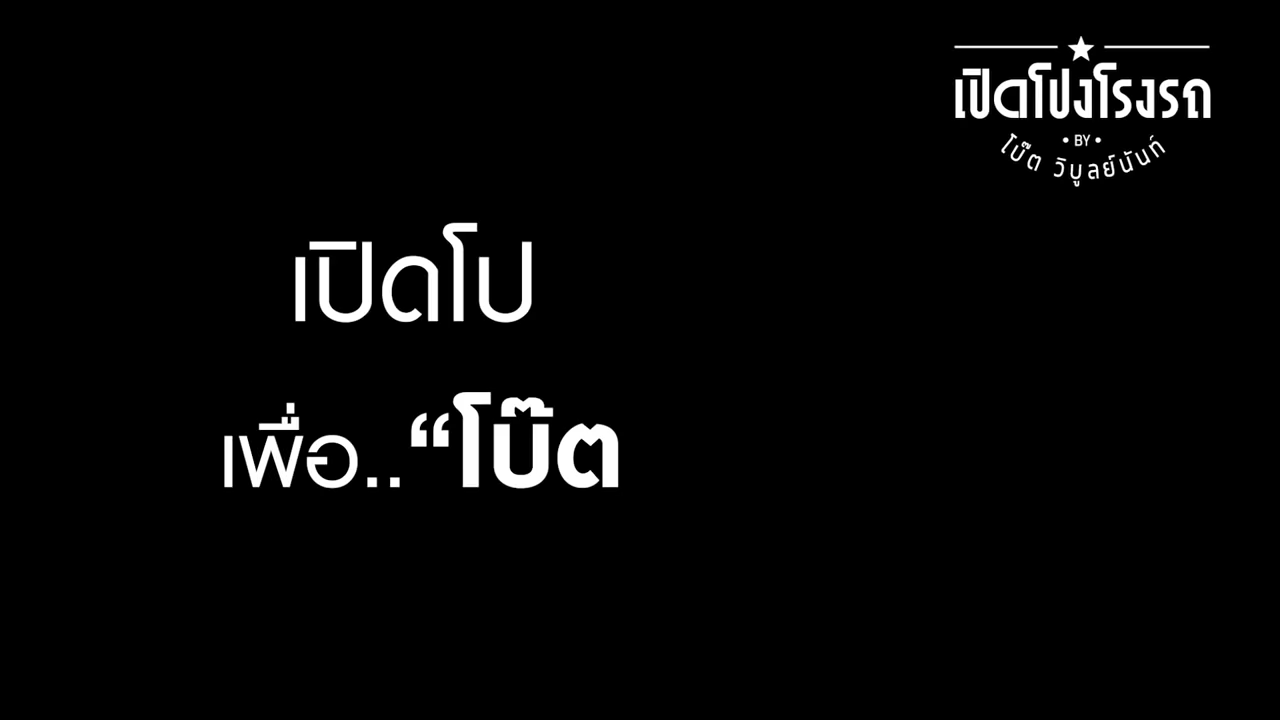 เปิดโปงโรงรถ
• BY •
โบ๊ต วิบูลย์นันท์
เปิดโป
เพื่อ..“โบ๊ต